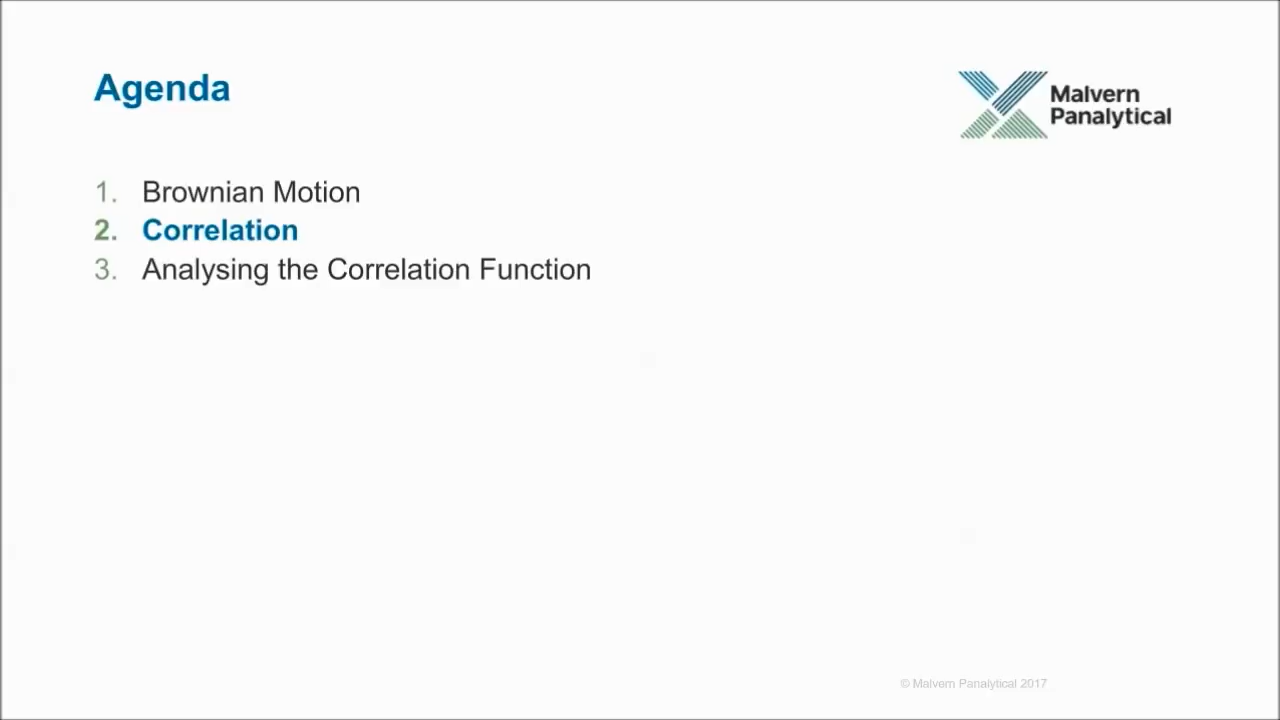 Agenda
Malvern
Panalytical
1. Brownian Motion
2. Correlation
3. Analysing the Correlation Function
© Malvern Panalytical 2017